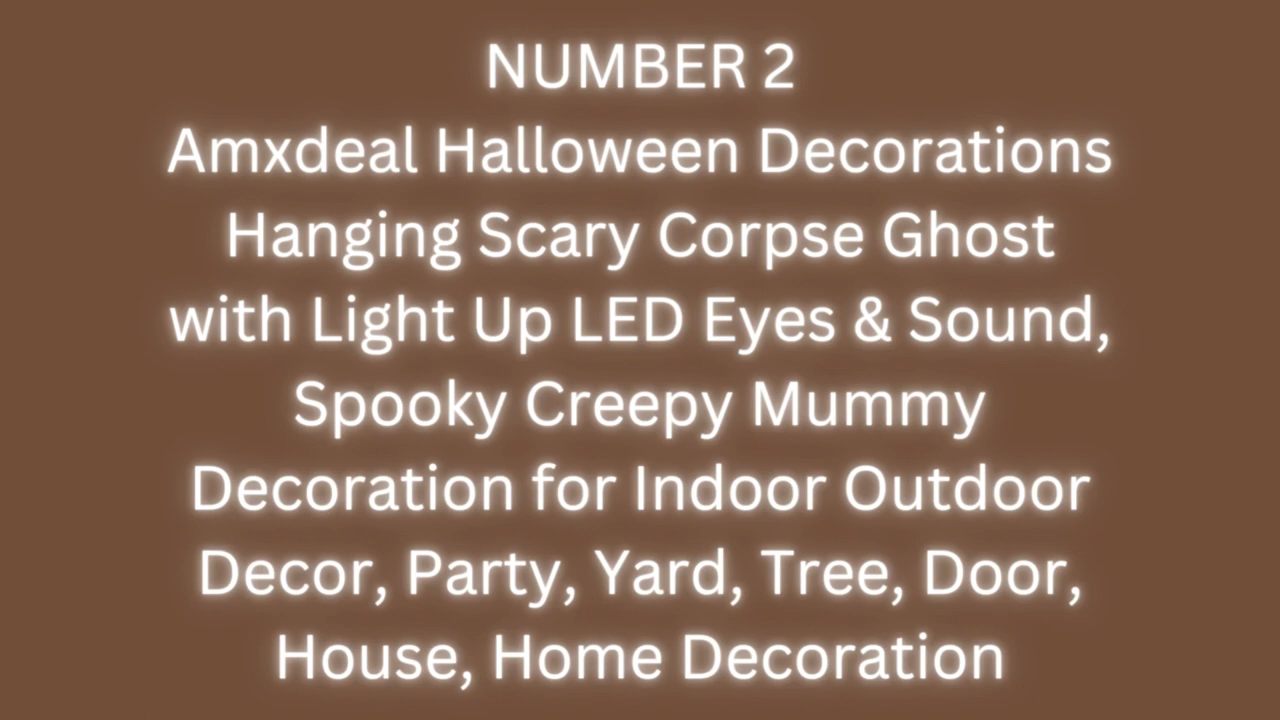 NUMBER 2
Amxdeal Halloween Decorations
Hanging Scary Corpse Ghost
with Light Up LED Eyes & Sound,
Spooky Creepy Mummy
Decoration for Indoor Outdoor
Decor, Party, Yard, Tree, Door,
House, Home Decoration